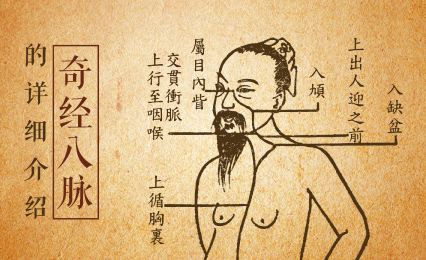 奇经八脉
的详细介绍
入缺盆
上出人迎之前
入頄
屬目內眥
交貫衝脈
上行至咽喉
上循胸裏